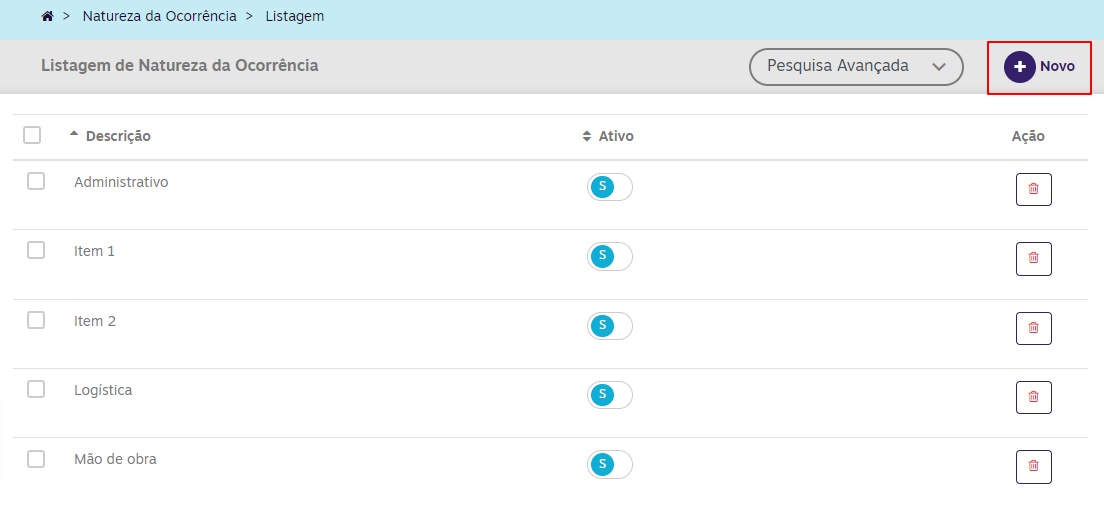 > Natureza da Ocorrência > Listagem
Listagem de Natureza da Ocorrência Pesquisa Avançada + Novo
Descrição Ativo Ação
Administrativo S
Item 1 S
Item 2 S
Logística S
Mão de obra S